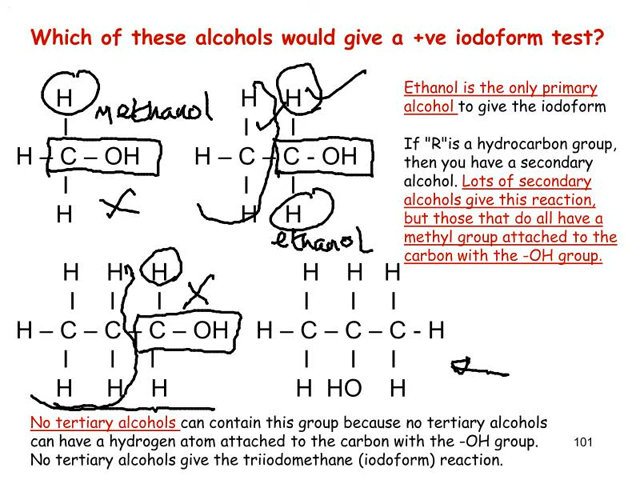 Which of these alcohols would give a +ve iodoform test?
H
methanol
H – C – OH
H
H H
H – C – C - OH
H H
ethanol
Ethanol is the only primary
alcohol to give the iodoform
If "R"is a hydrocarbon group,
then you have a secondary
alcohol. Lots of secondary
alcohols give this reaction,
but those that do all have a
methyl group attached to the
carbon with the -OH group.
H H H
H – C – C – C – OH
H H H
H H H
H – C – C – C - H
H HO H
No tertiary alcohols can contain this group because no tertiary alcohols
can have a hydrogen atom attached to the carbon with the -OH group.
No tertiary alcohols give the triiodomethane (iodoform) reaction.
101